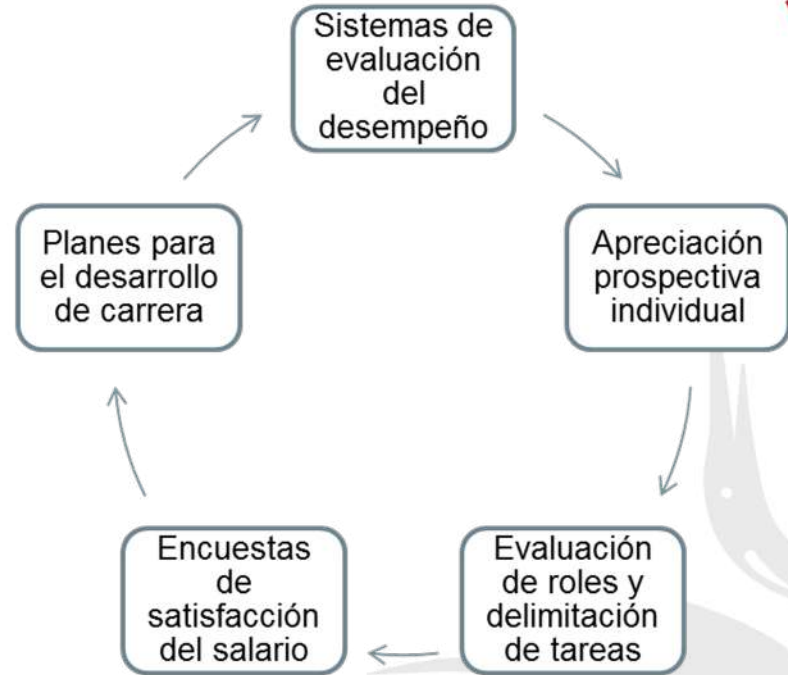 Sistemas de
evaluación
del
desempeño
Apreciación
prospectiva
individual
Evaluación
de roles y
delimitación
de tareas
Encuestas
de
satisfacción
del salario
Planes para
el desarrollo
de carrera